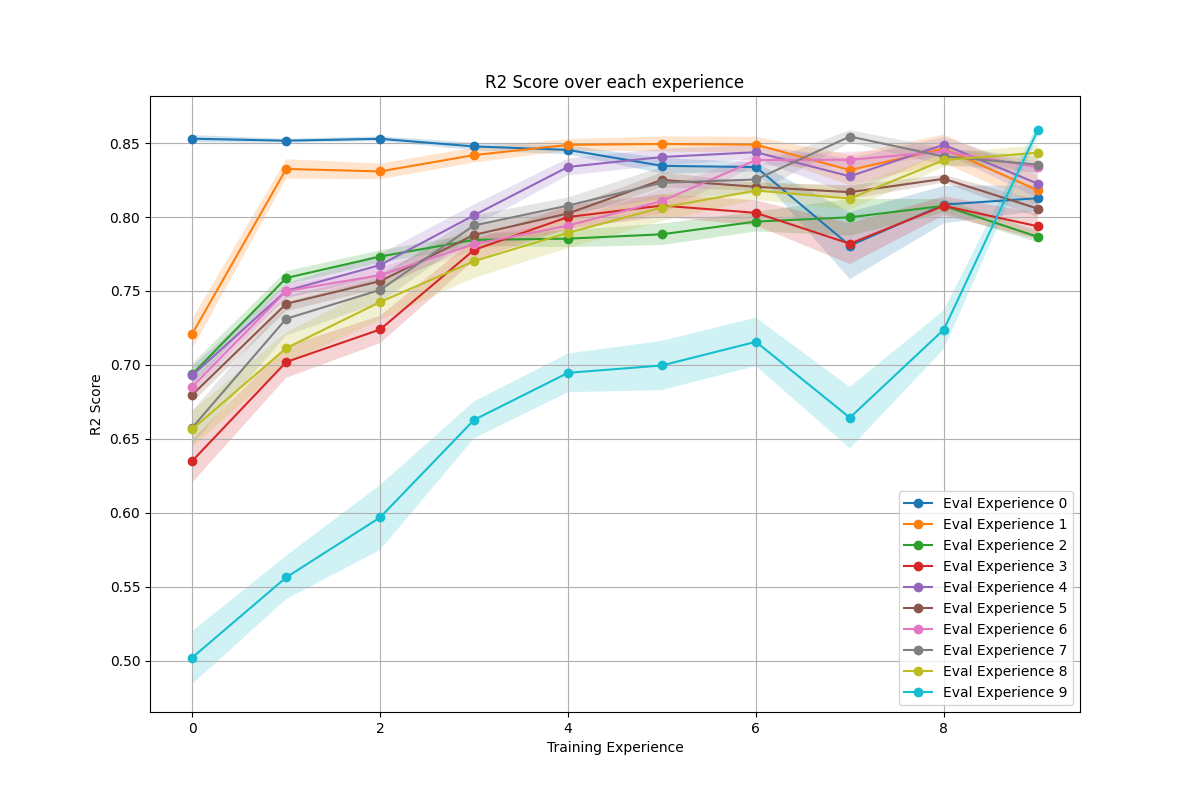 R2 Score over each experience
R2 Score
0.85
0.80
0.75
0.70
0.65
0.60
0.55
0.50
0 2 4 6 8
Training Experience
Eval Experience 0
Eval Experience 1
Eval Experience 2
Eval Experience 3
Eval Experience 4
Eval Experience 5
Eval Experience 6
Eval Experience 7
Eval Experience 8
Eval Experience 9